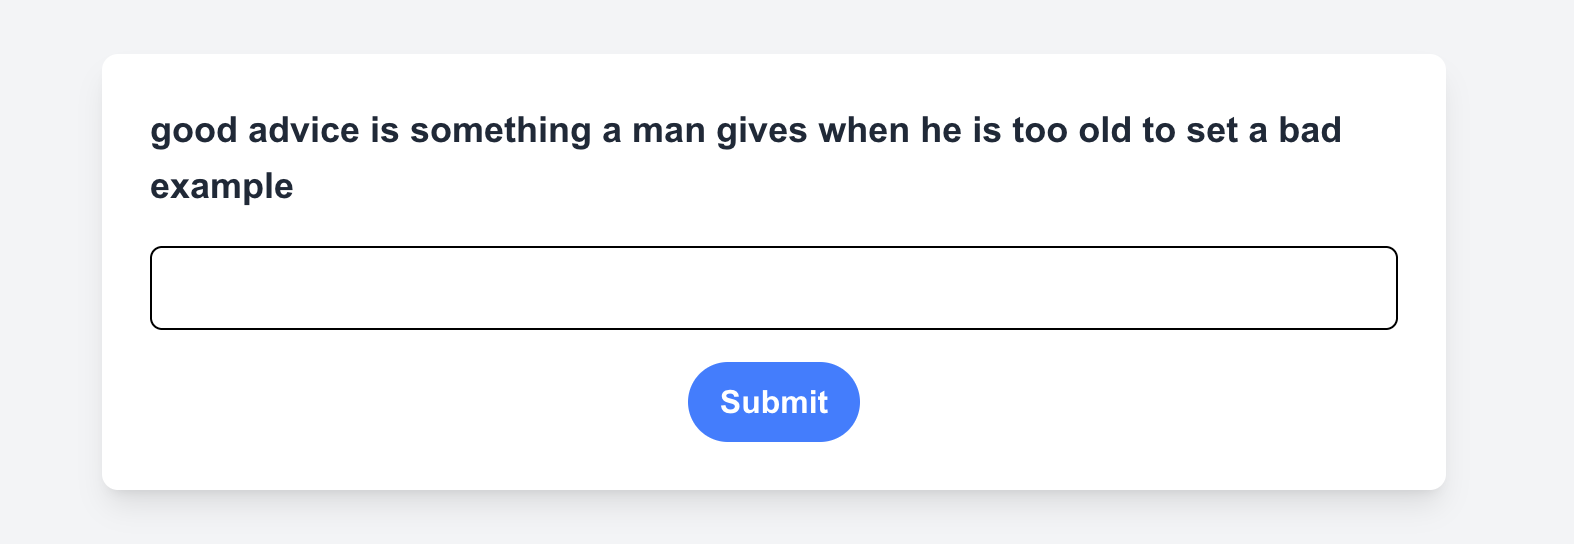 good advice is something a man gives when he is too old to set a bad
example
Submit